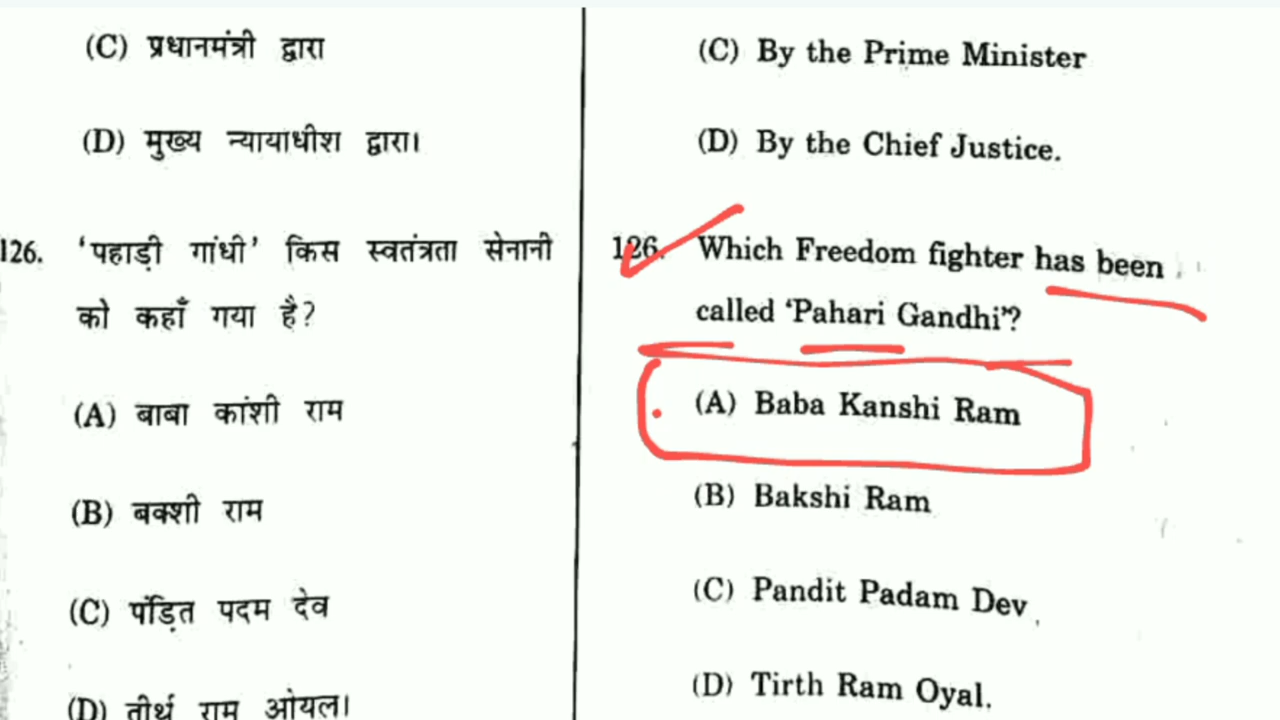 (C) प्रधानमंत्री द्वारा
(D) मुख्य न्यायाधीश द्वारा।
126. 'पहाड़ी गांधी' किस स्वतंत्रता सेनानी
को कहाँ गया है?
(A) बाबा कांशी राम
(B) बक्शी राम
(C) पंड़ित पदम देव
(D) तीर्थ राम ओयल।
(C) By the Prime Minister
(D) By the Chief Justice.
126. Which Freedom fighter has been
called 'Pahari Gandhi'?
(A) Baba Kanshi Ram
(B) Bakshi Ram
(C) Pandit Padam Dev
(D) Tirth Ram Oyal.